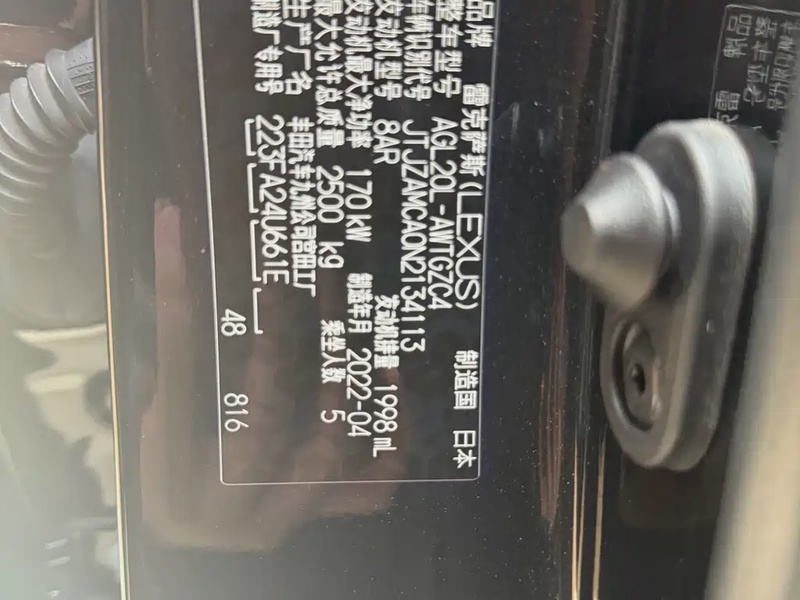 品牌 雷克萨斯(LEXUS) 制造国 日本
整车型号 AGL20L-AWTGZC4
车辆识别代号 JTJZAMCA0N2134113
发动机型号 8AR 发动机排量 1998 mL
发动机最大净功率 170 kW 制造年月 2022-04
最大允许总质量 2500 kg 乘坐人数 5
生产厂名 丰田汽车九州公司宫田工厂
制造厂专用号 223FA24U661E 48 816